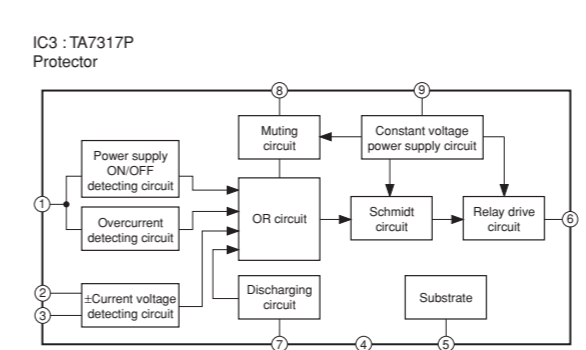 IC3 : TA7317P
Protector
8
9
Muting
circuit
Constant voltage
power supply circuit
Power supply
ON/OFF
detecting circuit
1
Overcurrent
detecting circuit
OR circuit
Schmidt
circuit
Relay drive
circuit
6
2
3
±Current voltage
detecting circuit
Discharging
circuit
Substrate
7
4
5